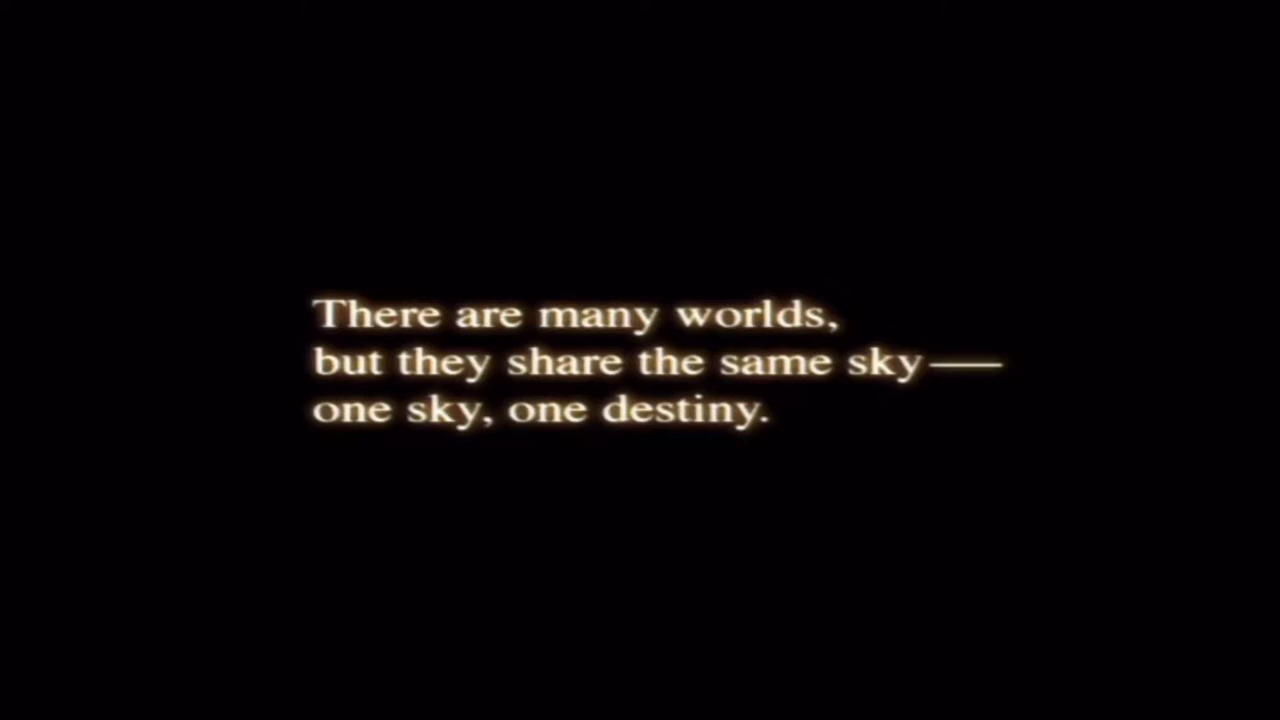 There are many worlds,
but they share the same sky—
one sky, one destiny.